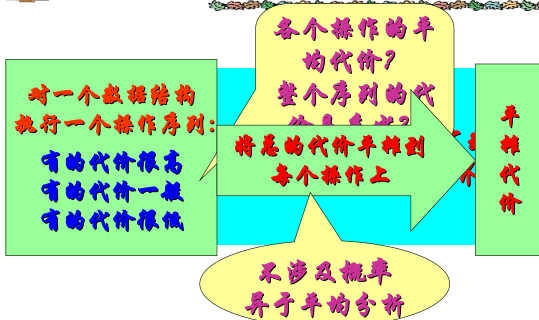 各个操作的平
均代价?
整个序列的代
对一个数据结构
执行一个操作序列:
有的代价很高
有的代价一般
有的代价很低
将总的代价平摊到
每个操作上
平摊代价
不涉及概率
异于平均分析